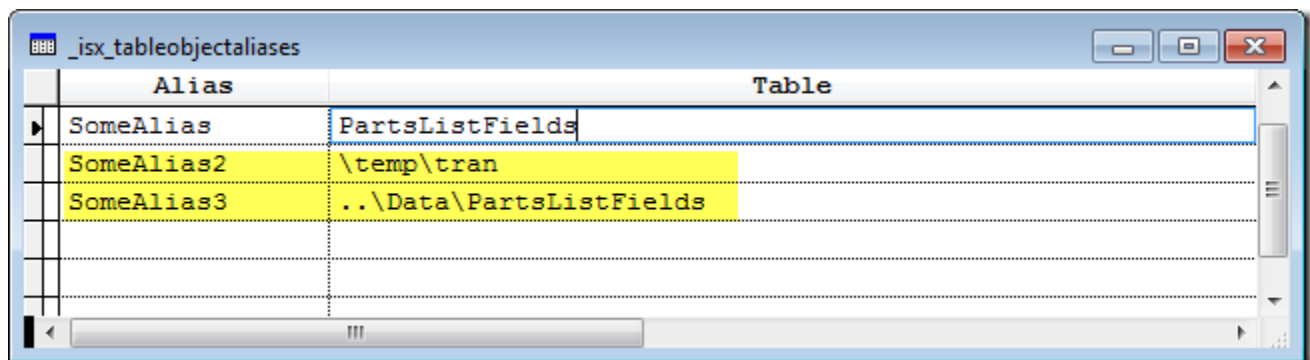 _isx_tableobjectaliases
Alias Table
SomeAlias PartsListFields
SomeAlias2 \temp\tran
SomeAlias3 ..\Data\PartsListFields